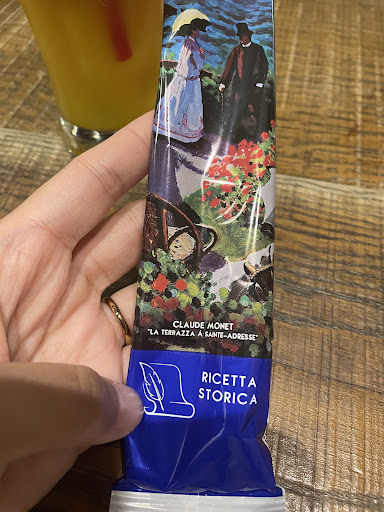 CLAUDE MONET
"LA TERRAZZA A SAINTE-ADRESSE"
RICETTA
STORICA